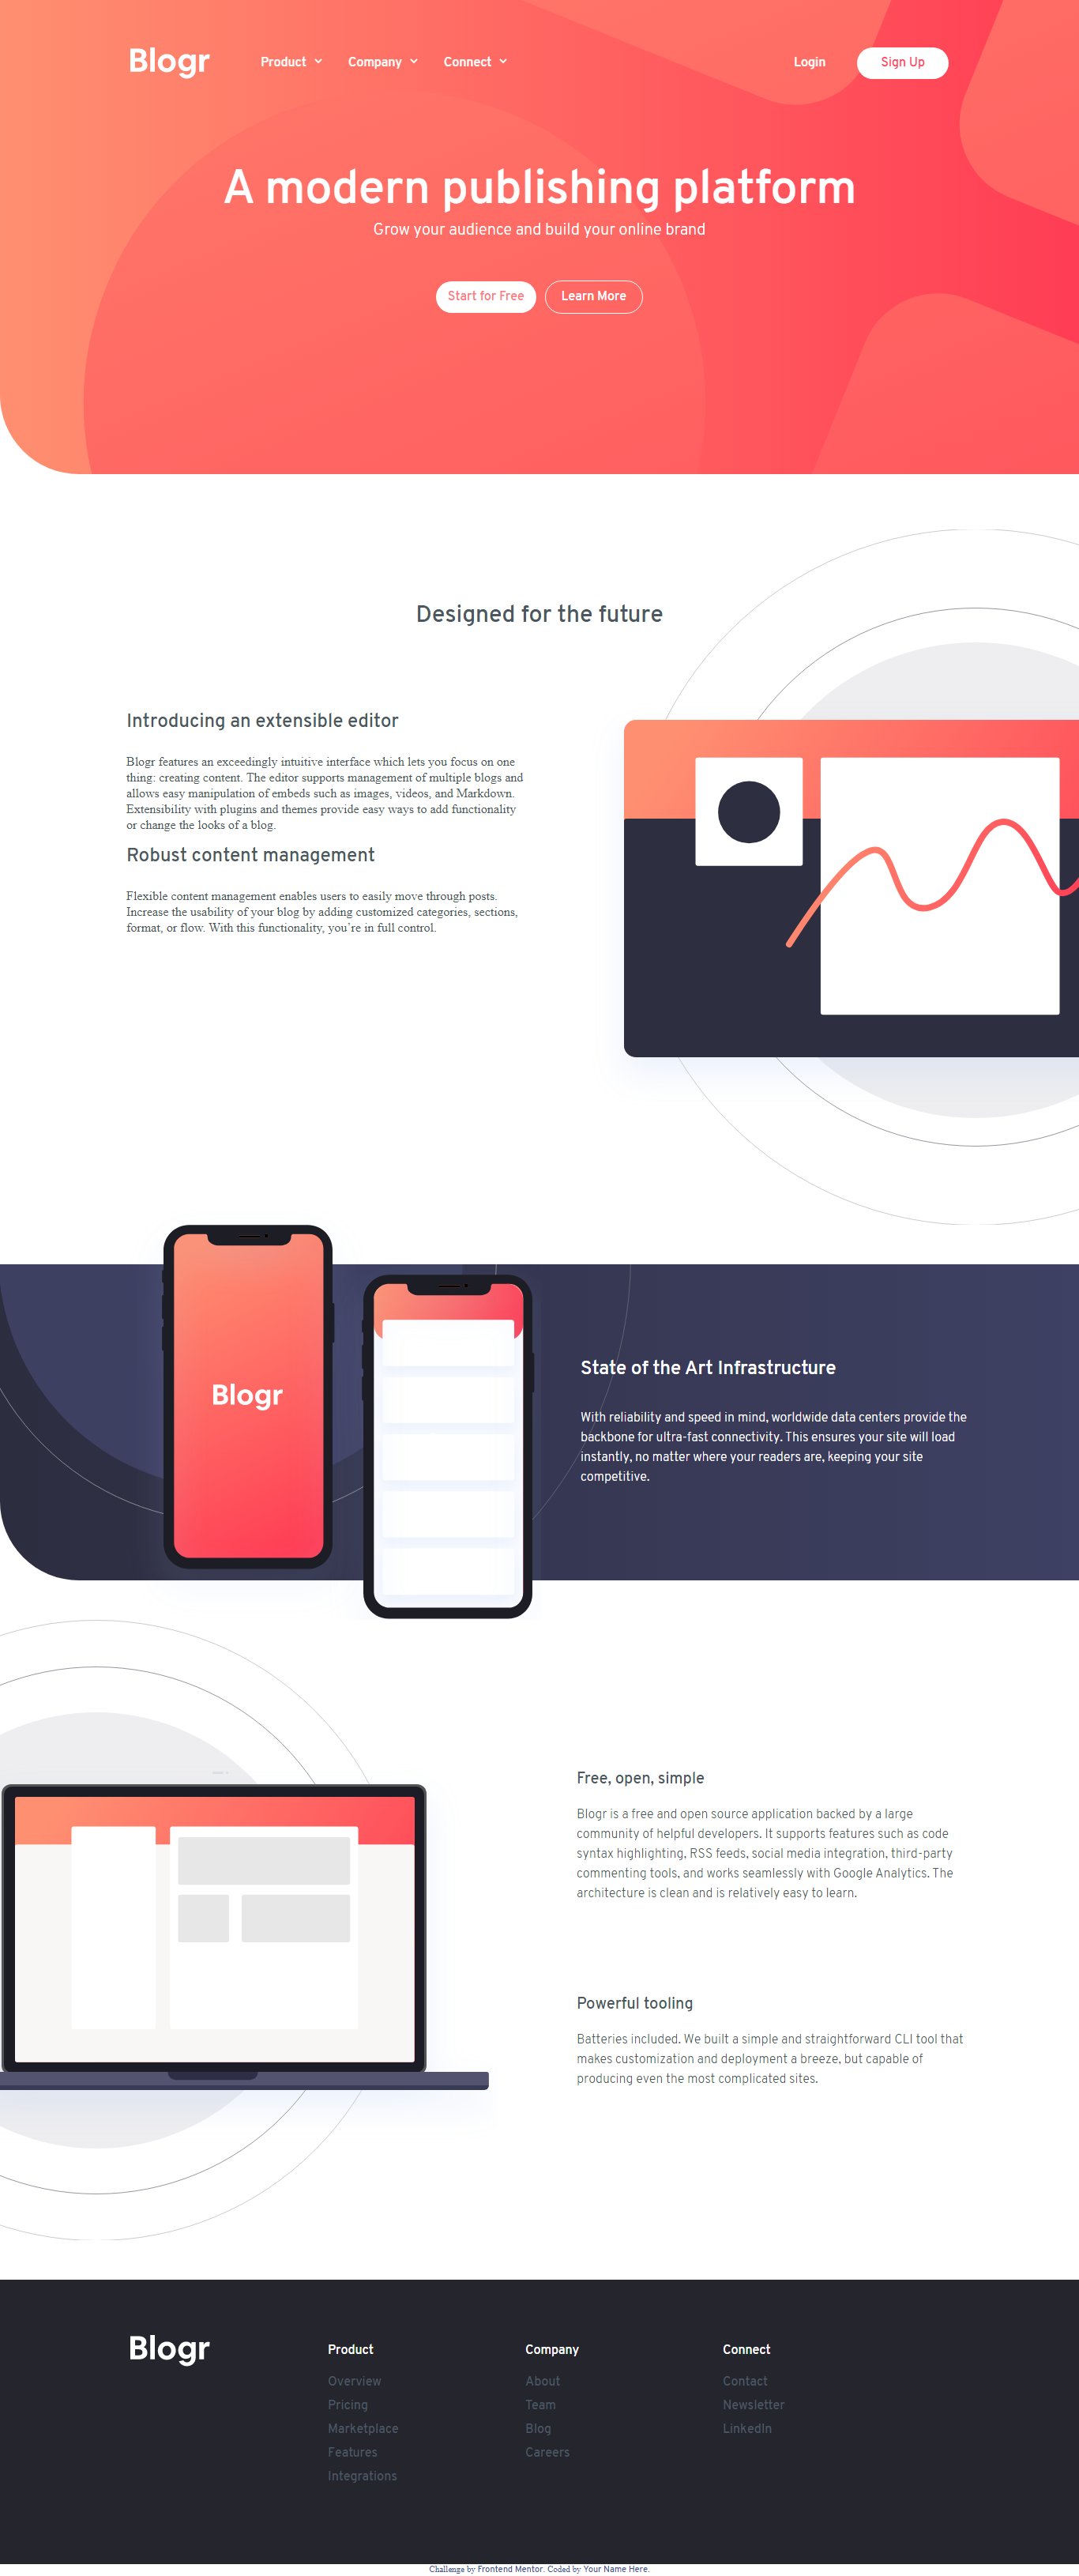 Blogr
Product Company Connect Login Sign Up
A modern publishing platform
Grow your audience and build your online brand
Start for Free Learn More
Designed for the future
Introducing an extensible editor
Blogr features an exceedingly intuitive interface which lets you focus on one
thing: creating content. The editor supports management of multiple blogs and
allows easy manipulation of embeds such as images, videos, and Markdown.
Extensibility with plugins and themes provide easy ways to add functionality
or change the looks of a blog.
Robust content management
Flexible content management enables users to easily move through posts.
Increase the usability of your blog by adding customized categories, sections,
format, or flow. With this functionality, you’re in full control.
Blogr
State of the Art Infrastructure
With reliability and speed in mind, worldwide data centers provide the
backbone for ultra-fast connectivity. This ensures your site will load
instantly, no matter where your readers are, keeping your site
competitive.
Free, open, simple
Blogr is a free and open source application backed by a large
community of helpful developers. It supports features such as code
syntax highlighting, RSS feeds, social media integration, third-party
commenting tools, and works seamlessly with Google Analytics. The
architecture is clean and is relatively easy to learn.
Powerful tooling
Batteries included. We built a simple and straightforward CLI tool that
makes customization and deployment a breeze, but capable of
producing even the most complicated sites.
Blogr
Product
Overview
Pricing
Marketplace
Features
Integrations
Company
About
Team
Blog
Careers
Connect
Contact
Newsletter
LinkedIn
Challenge by Frontend Mentor. Coded by Your Name Here.